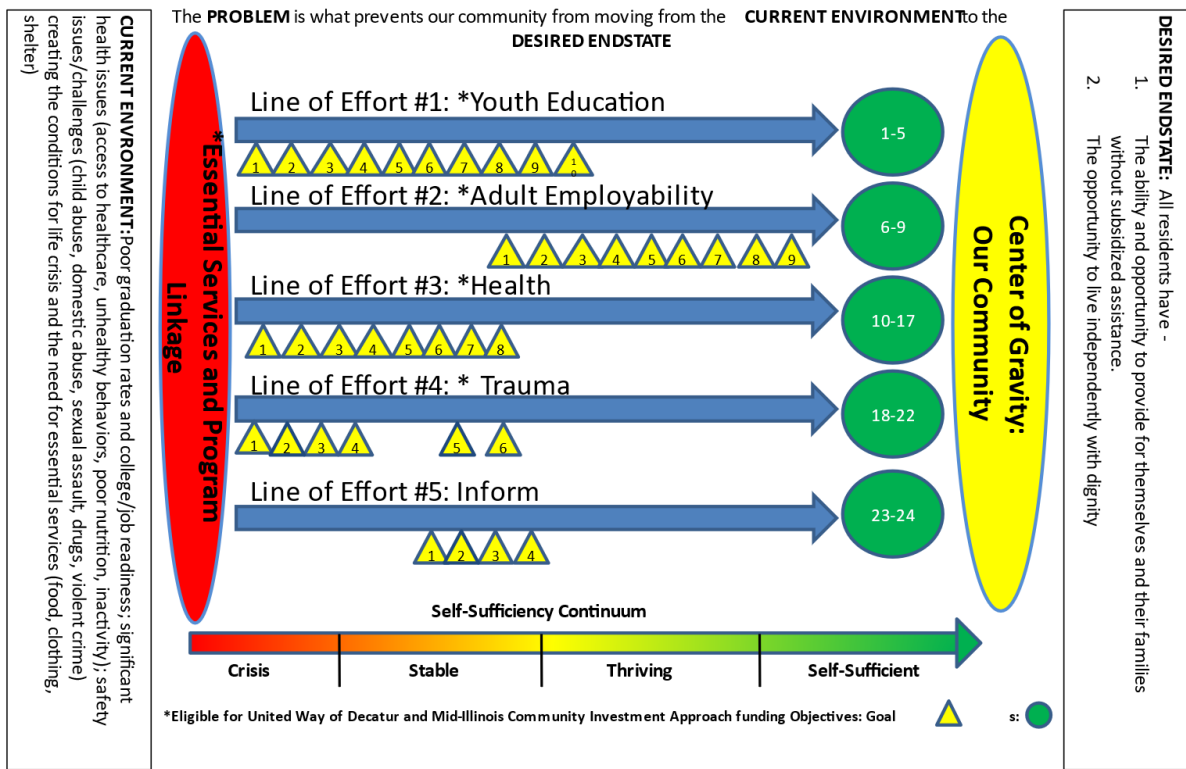 The PROBLEM is what prevents our community from moving from the CURRENT ENVIRONMENT to the
DESIRED ENDSTATE
CURRENT ENVIRONMENT:Poor graduation rates and college/job readiness; significant
health issues (access to healthcare, unhealthy behaviors, poor nutrition, inactivity); safety
issues/challenges (child abuse, domestic abuse, sexual assault, drugs, violent crime)
creating the conditions for life crisis and the need for essential services (food, clothing,
shelter)
*Essential Services and Program
Linkage
Line of Effort #1: *Youth Education
1-5
1 2 3 4 5 6 7 8 9 10
Line of Effort #2: *Adult Employability
6-9
1 2 3 4 5 6 7 8 9
Line of Effort #3: *Health
10-17
1 2 3 4 5 6 7 8
Line of Effort #4: * Trauma
18-22
1 2 3 4 5 6
Line of Effort #5: Inform
23-24
1 2 3 4
Center of Gravity:
Our Community
DESIRED ENDSTATE: All residents have -
1. The ability and opportunity to provide for themselves and their families
without subsidized assistance.
2. The opportunity to live independently with dignity
Self-Sufficiency Continuum
Crisis Stable Thriving Self-Sufficient
*Eligible for United Way of Decatur and Mid-Illinois Community Investment Approach funding Objectives: Goal s: